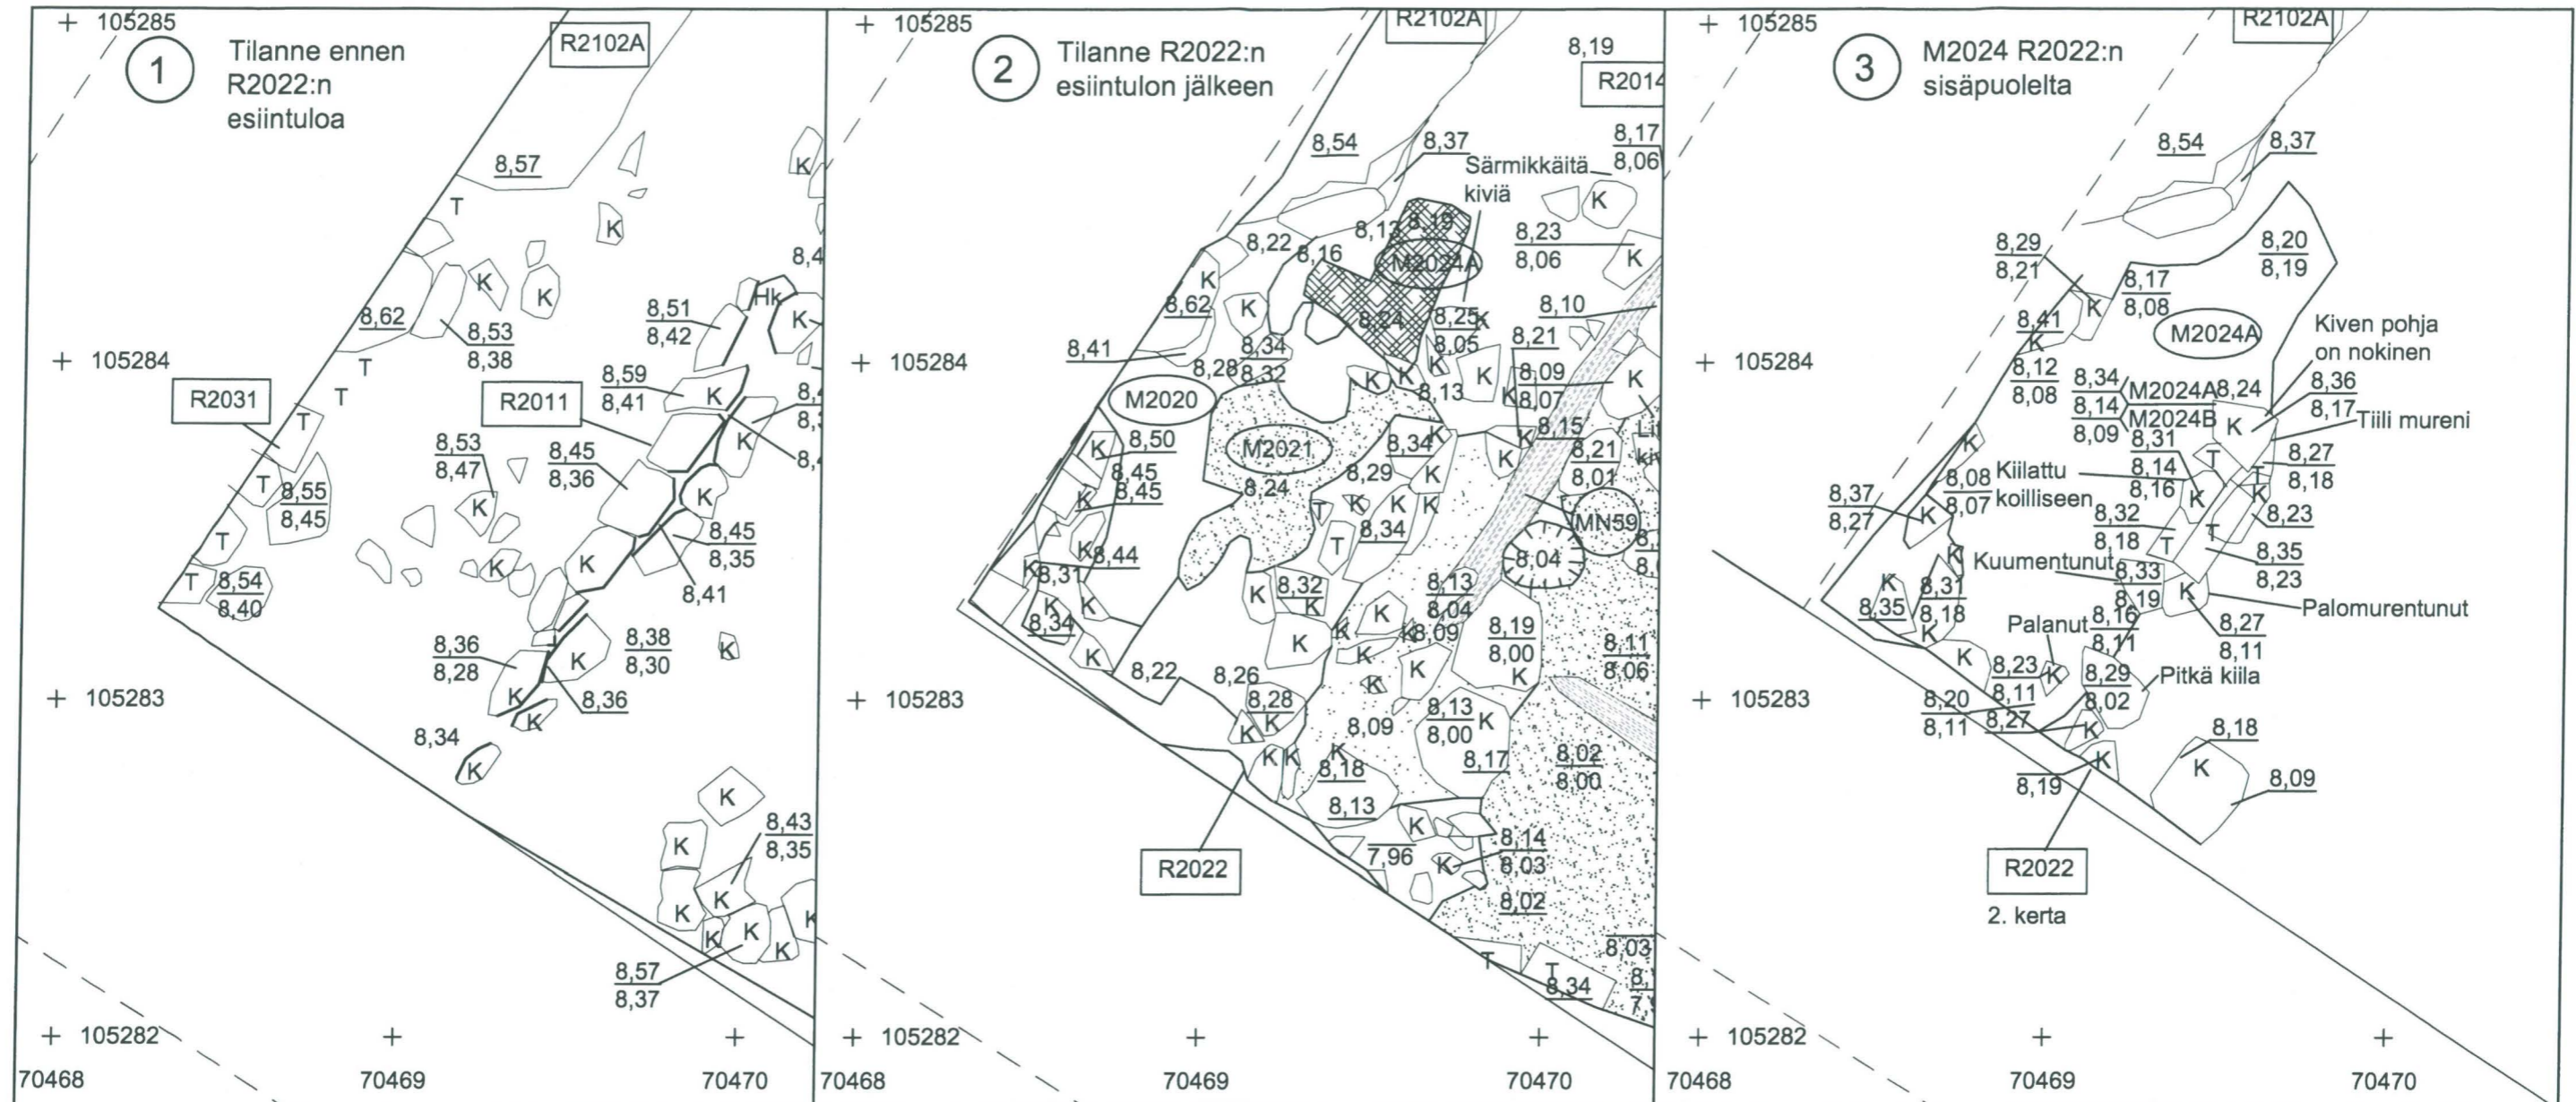 105285
1
Tilanne ennen
R2022:n
esiintuloa
R2102A
8,57
T
K
K
K
K
Hk
K
8,4
8,62
8,53
8,38
8,51
8,42
T
T
R2031
T
R2011
8,59
8,41
K
K
105284
8,53
8,47
K
8,45
8,36
K
T
8,55
8,45
T
8,45
8,35
K
K
8,41
T
8,54
8,40
8,36
8,28
K
8,38
8,30
K
K
8,36
K
105283
8,34
K
K
K
8,43
8,35
K
K
K
K
K
8,57
8,37
105282
70468
70469
70470
105285
2
Tilanne R2022:n
esiintulon jälkeen
R2102A
8,19
R2014
8,54
8,37
8,17
8,06
Särmikkäitä
kiviä
K
8,19
8,13
8,22
8,16
M2024A
8,23
8,06
K
K
8,62
K
8,24
8,25
8,05
K
8,10
8,21
105284
8,41
8,34
8,32
8,28
K
K
K
K
8,13
8,09
8,07
K
K
M2020
M2021
8,34
K
8,15
K
K
8,50
K
8,45
8,45
K
8,24
8,29
K
K
K
K
8,21
8,01
MN59
T
T
8,34
8,04
K
8,44
K
8,31
K
K
8,34
K
K
8,32
K
K
K
8,13
8,04
8,09
K
K
K
K
K
8,19
8,00
K
8,11
8,06
105283
8,22
8,26
8,28
K
K
8,09
8,13
8,00
K
8,17
8,02
8,00
K
K
K
8,18
8,13
R2022
K
7,96
K
8,14
8,03
8,02
8,03
T
T
8,34
105282
70468
70469
70470
105285
3
M2024 R2022:n
sisäpuolelta
R2102A
8,54
8,37
8,29
8,21
8,20
8,19
8,17
8,08
K
M2024A
8,41
K
Kiven pohja
on nokinen
105284
8,12
8,08
8,34
M2024A
8,24
8,14
M2024B
8,09
8,36
8,17
Tiili mureni
K
K
8,31
T
Kiilattu
koilliseen
8,14
8,16
K
8,27
8,18
T
K
8,37
8,27
8,08
8,07
K
8,32
8,18
8,23
T
T
8,35
8,23
K
Kuumentunut
8,33
8,19
K
K
8,31
8,18
8,35
K
Palomurentunut
Palanut
8,16
8,11
8,27
8,11
K
8,23
8,11
K
8,29
8,02
Pitkä kiila
105283
8,20
8,11
8,27
K
K
8,19
8,18
K
8,09
R2022
2. kerta
105282
70468
70469
70470